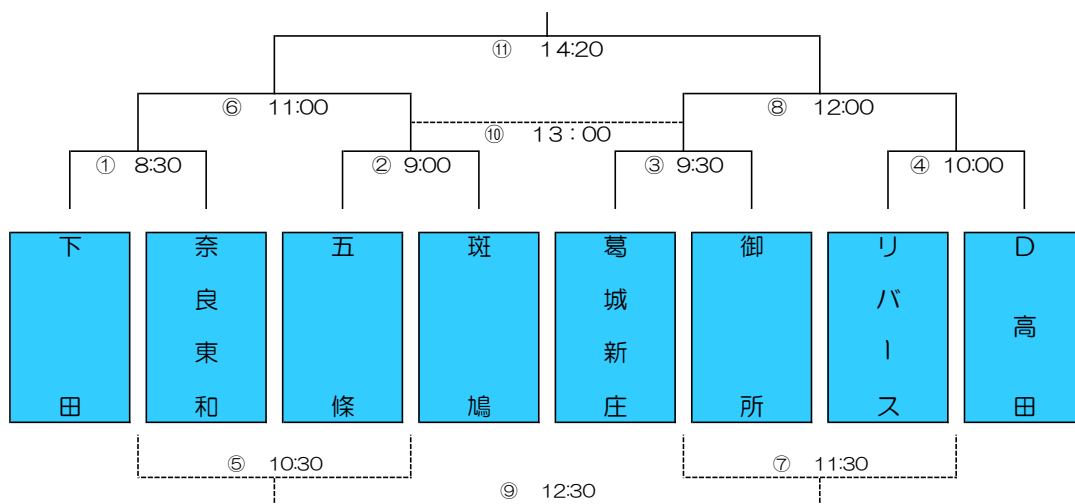 ⑪ 14:20
⑥ 11:00
⑧ 12:00
⑩ 13：00
① 8:30
② 9:00
③ 9:30
④ 10:00
下田
奈良東和
五條
斑鳩
葛城新庄
御所
リバース
D高田
⑤ 10:30
⑦ 11:30
⑨ 12:30